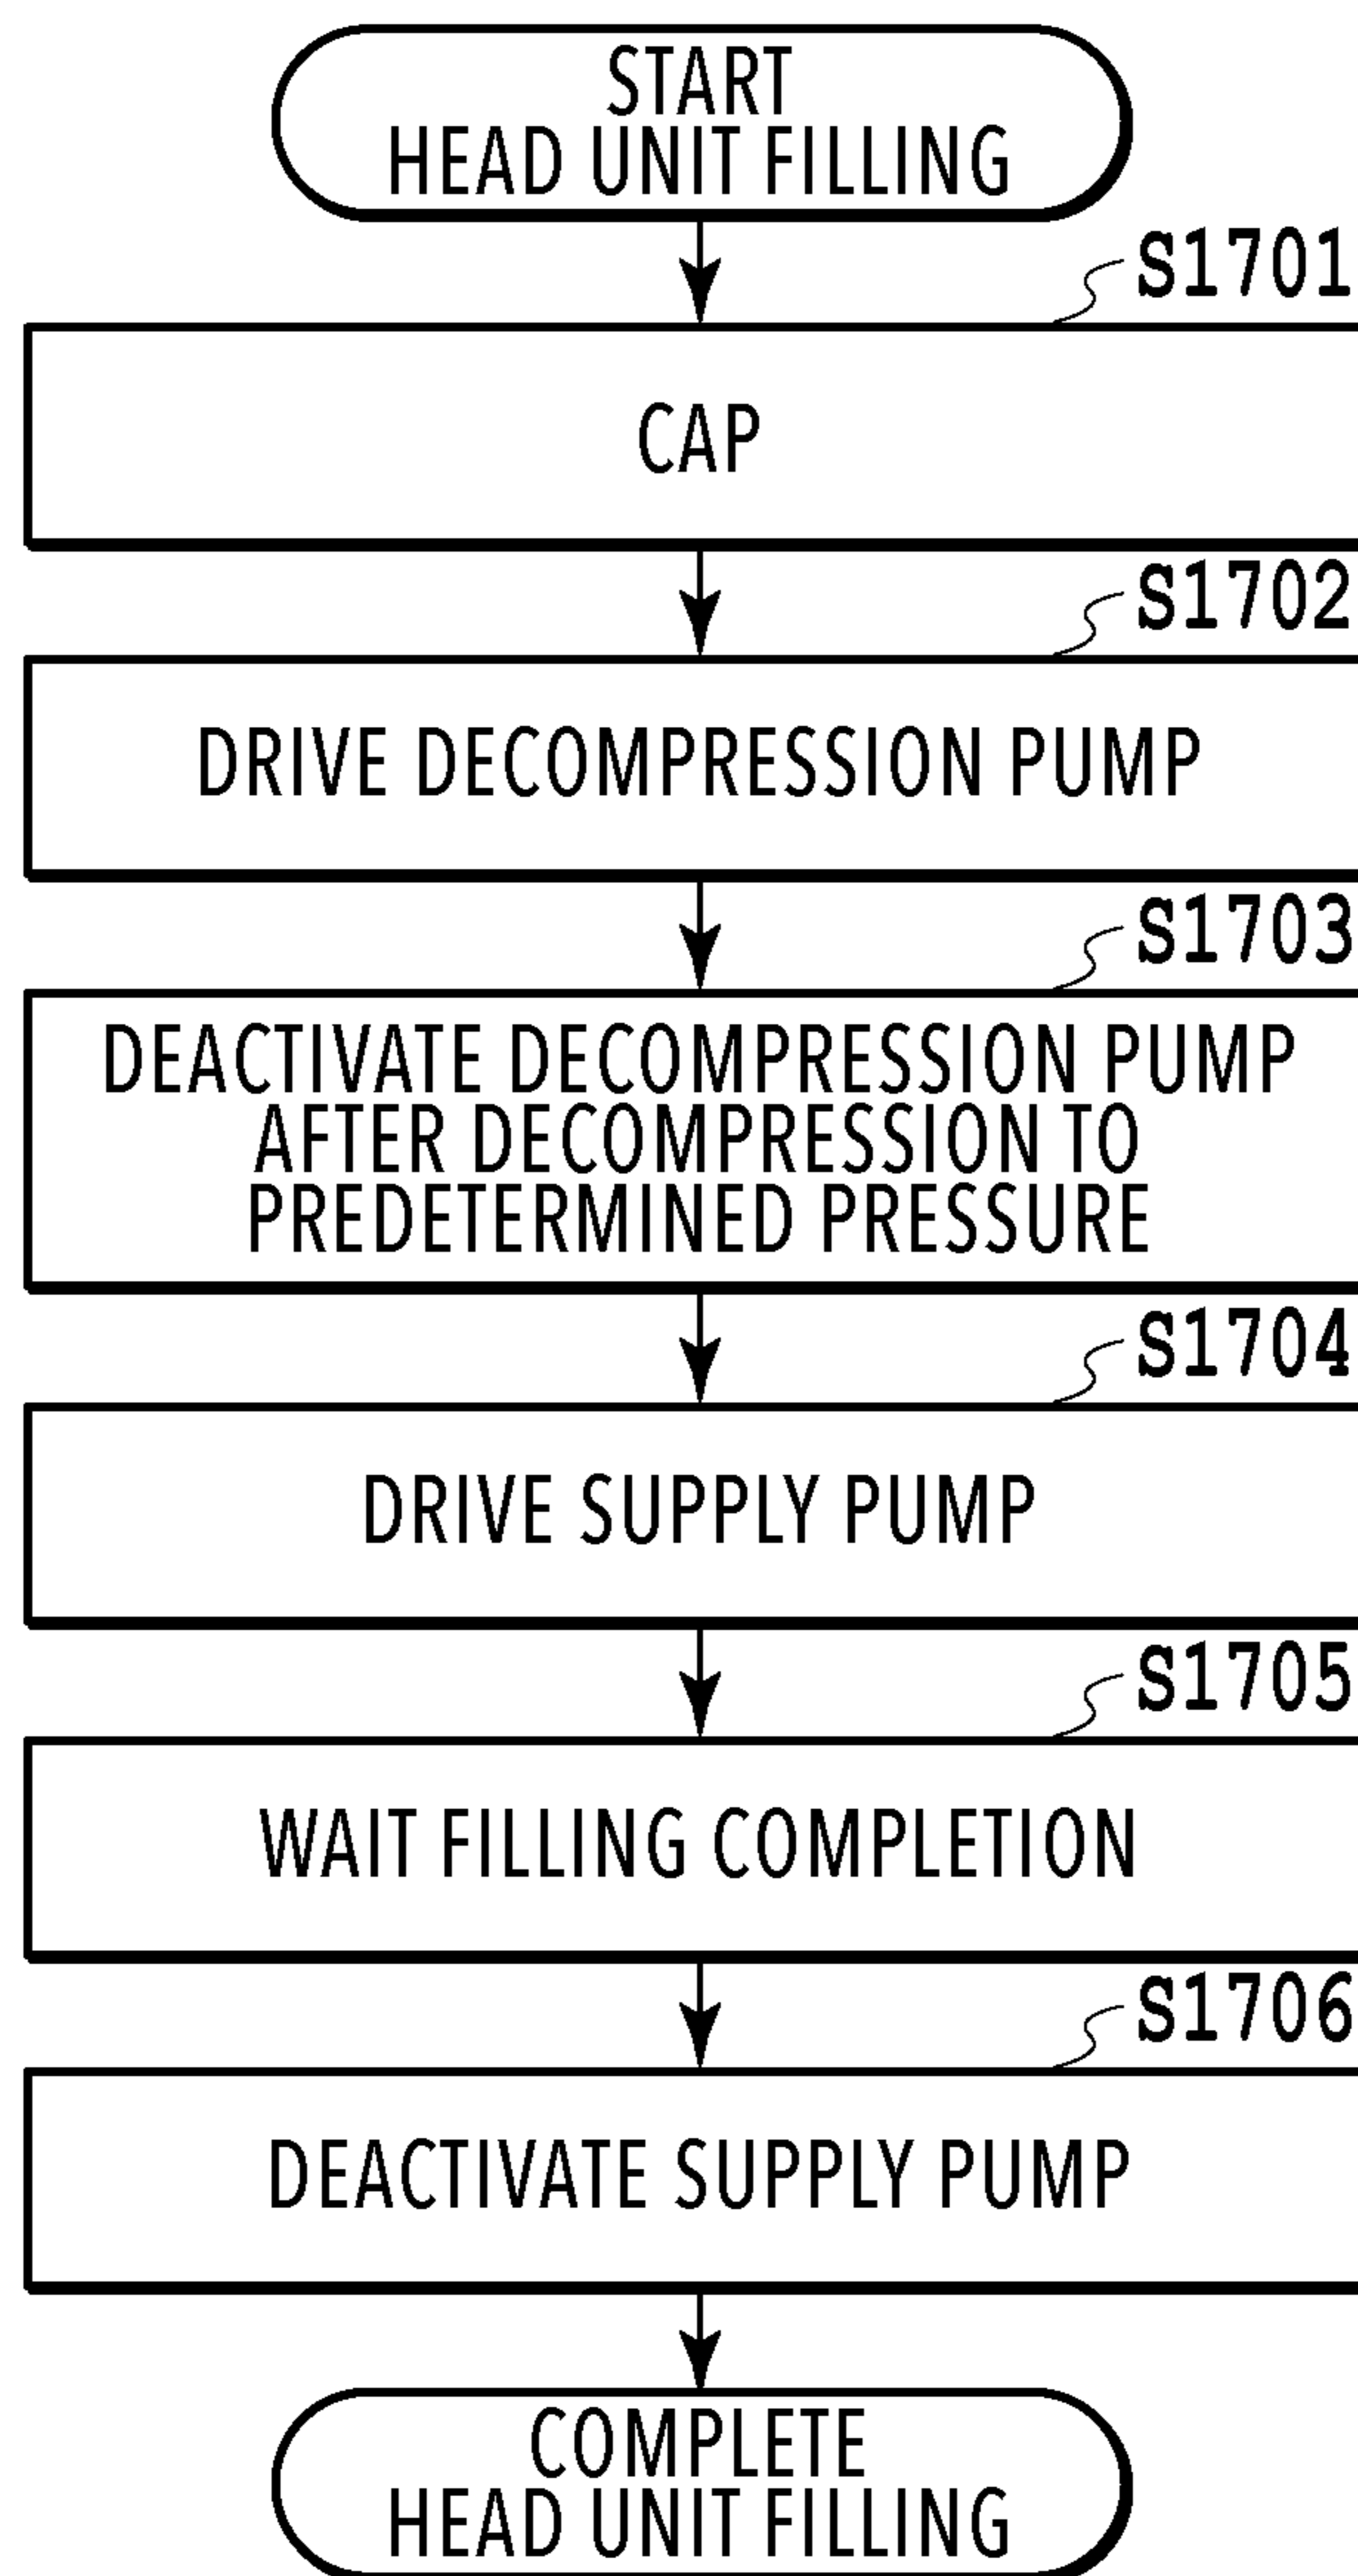 START
HEAD UNIT FILLING
S1701
CAP
S1702
DRIVE DECOMPRESSION PUMP
S1703
DEACTIVATE DECOMPRESSION PUMP
AFTER DECOMPRESSION TO
PREDETERMINED PRESSURE
S1704
DRIVE SUPPLY PUMP
S1705
WAIT FILLING COMPLETION
S1706
DEACTIVATE SUPPLY PUMP
COMPLETE
HEAD UNIT FILLING